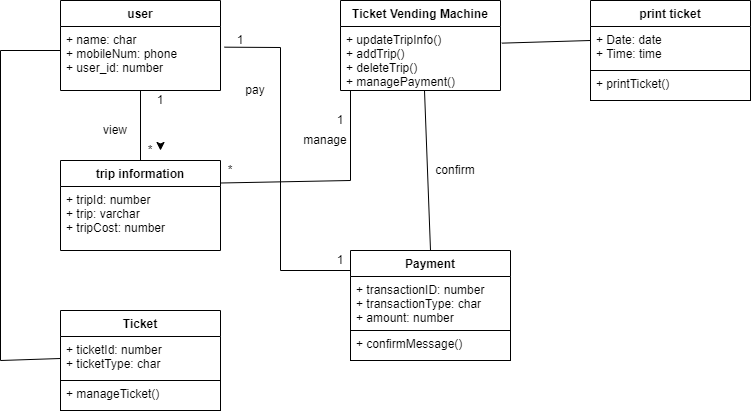 user
+ name: char
+ mobileNum: phone
+ user_id: number
1
pay
1
view
*
Ticket Vending Machine
+ updateTripInfo()
+ addTrip()
+ deleteTrip()
+ managePayment()
print ticket
+ Date: date
+ Time: time
+ printTicket()
1
manage
*
confirm
trip information
+ tripId: number
+ trip: varchar
+ tripCost: number
1
Payment
+ transactionID: number
+ transactionType: char
+ amount: number
+ confirmMessage()
Ticket
+ ticketId: number
+ ticketType: char
+ manageTicket()